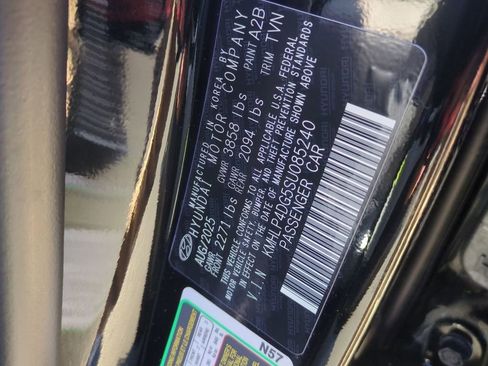 MANUFACTURED IN KOREA BY
HYUNDAI MOTOR COMPANY
AUG/2025 GVWR 3858 lbs PAINT A2B
GAWR FRONT 2271 lbs GAWR REAR 2094 lbs TRIM TVN
THIS VEHICLE CONFORMS TO ALL APPLICABLE U.S.A. FEDERAL
MOTOR VEHICLE SAFETY, BUMPER, AND THEFT PREVENTION STANDARDS
IN EFFECT ON THE DATE OF MANUFACTURE SHOWN ABOVE
V.I.N KMHLP4DG5SU085240
PASSENGER CAR
N57